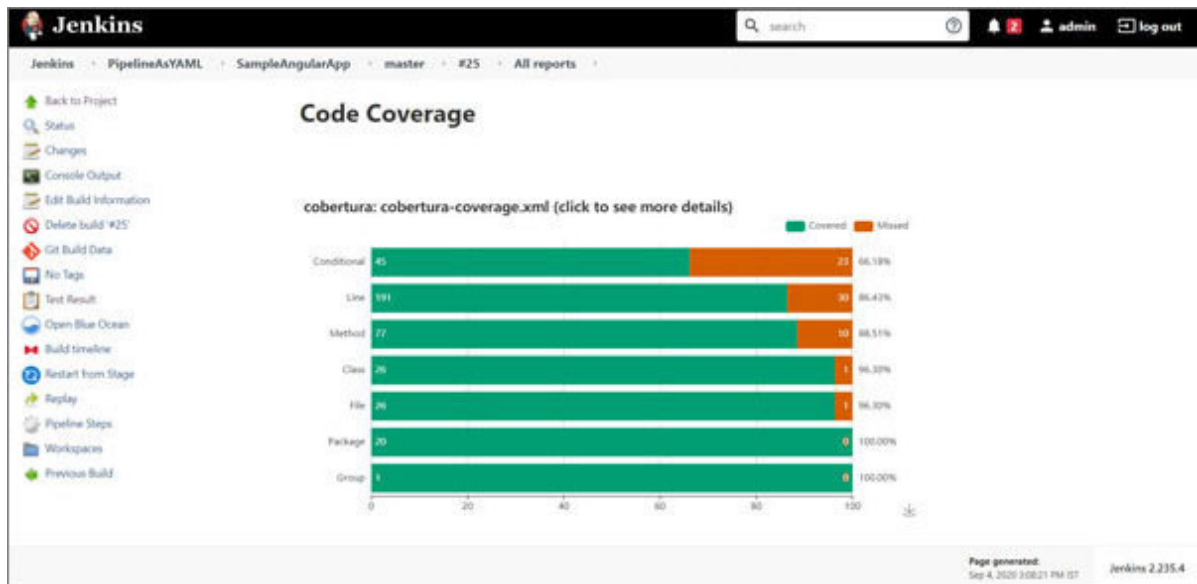 Jenkins
search
2
admin
log out
Jenkins
PipelineAsYAML
SampleAngularApp
master
#25
All reports
Back to Project
Status
Changes
Console Output
Edit Build Information
Delete build '#25'
Git Build Data
No Tags
Test Result
Open Blue Ocean
Build timeline
Restart from Stage
Replay
Pipeline Steps
Workspaces
Previous Build
Code Coverage
cobertura: cobertura-coverage.xml (click to see more details)
Covered Missed
Conditional 45 23 66.18%
Line 191 30 86.43%
Method 77 10 88.51%
Class 26 1 96.30%
File 26 1 96.30%
Package 20 0 100.00%
Group 1 0 100.00%
0 20 40 60 80 100
Page generated:
Sep 4, 2020 3:08:21 PM IST
Jenkins 2.235.4